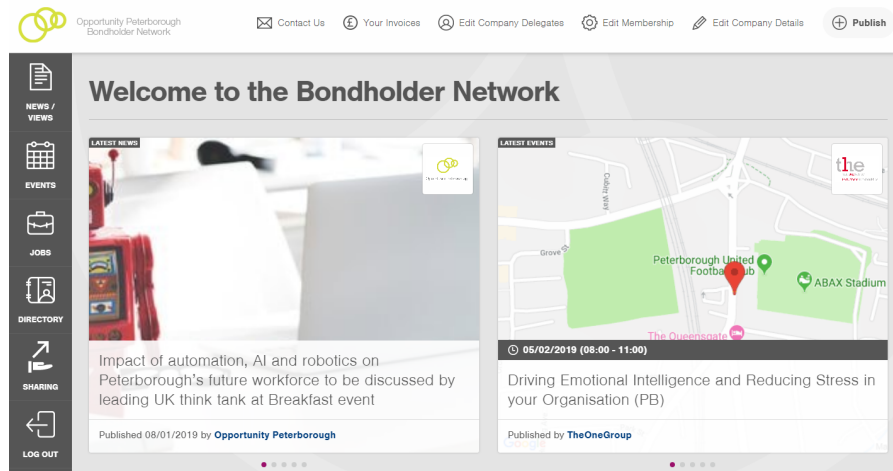 Opportunity Peterborough
Bondholder Network
Contact Us
Your Invoices
Edit Company Delegates
Edit Membership
Edit Company Details
Publish
NEWS /
VIEWS
EVENTS
JOBS
DIRECTORY
SHARING
LOG OUT
Welcome to the Bondholder Network
LATEST NEWS
Impact of automation, AI and robotics on
Peterborough's future workforce to be discussed by
leading UK think tank at Breakfast event
Published 08/01/2019 by Opportunity Peterborough
LATEST EVENTS
the
Grove St
Peterborough United
ABAX Stadium
The Queensgate
05/02/2019 (08:00 - 11:00)
Driving Emotional Intelligence and Reducing Stress in
your Organisation (PB)
Published by TheOneGroup